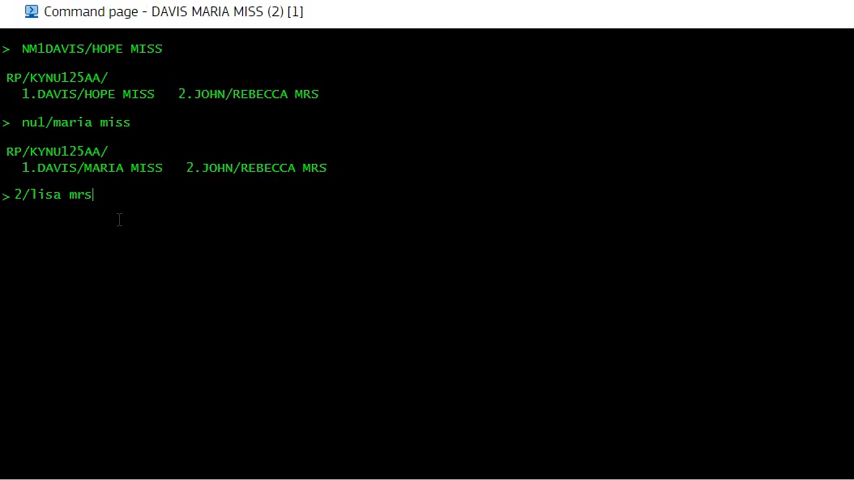 Command page - DAVIS MARIA MISS (2) [1]
> NM1DAVIS/HOPE MISS
RP/KYNU125AA/
1.DAVIS/HOPE MISS 2.JOHN/REBECCA MRS
> nu1/maria miss
RP/KYNU125AA/
1.DAVIS/MARIA MISS 2.JOHN/REBECCA MRS
> 2/lisa mrs